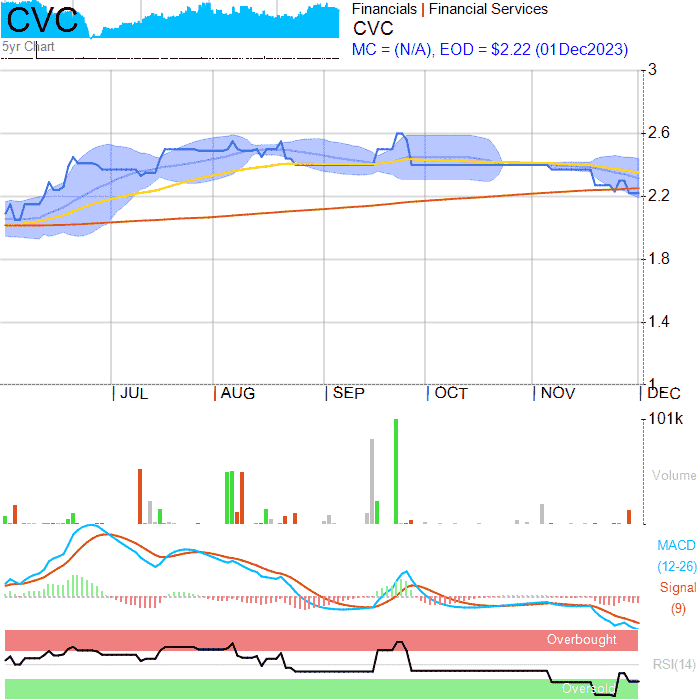 CVC
5yr Chart
Financials | Financial Services
CVC
MC = (N/A), EOD = $2.22 (01Dec2023)
3
2.6
2.2
1.8
1.4
1
JUL AUG SEP OCT NOV DEC
101k
Volume
MACD
(12-26)
Signal
(9)
Overbought
RSI(14)
Oversold